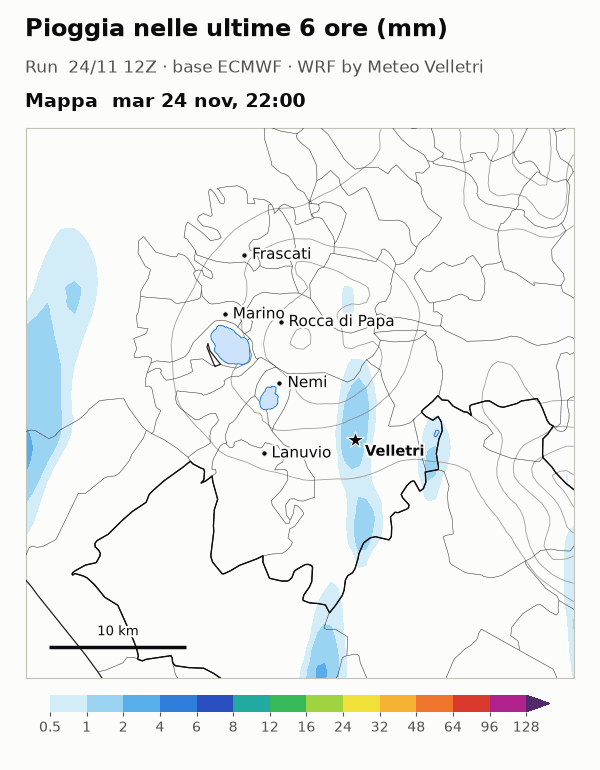 Pioggia nelle ultime 6 ore (mm)
Run  24/11 12Z · base ECMWF · WRF by Meteo Velletri
Mappa  mar 24 nov, 22:00
Frascati
Marino
Rocca di Papa
Nemi
Velletri
Lanuvio
10 km
0.5 1 2 4 6 8 12 16 24 32 48 64 96 128